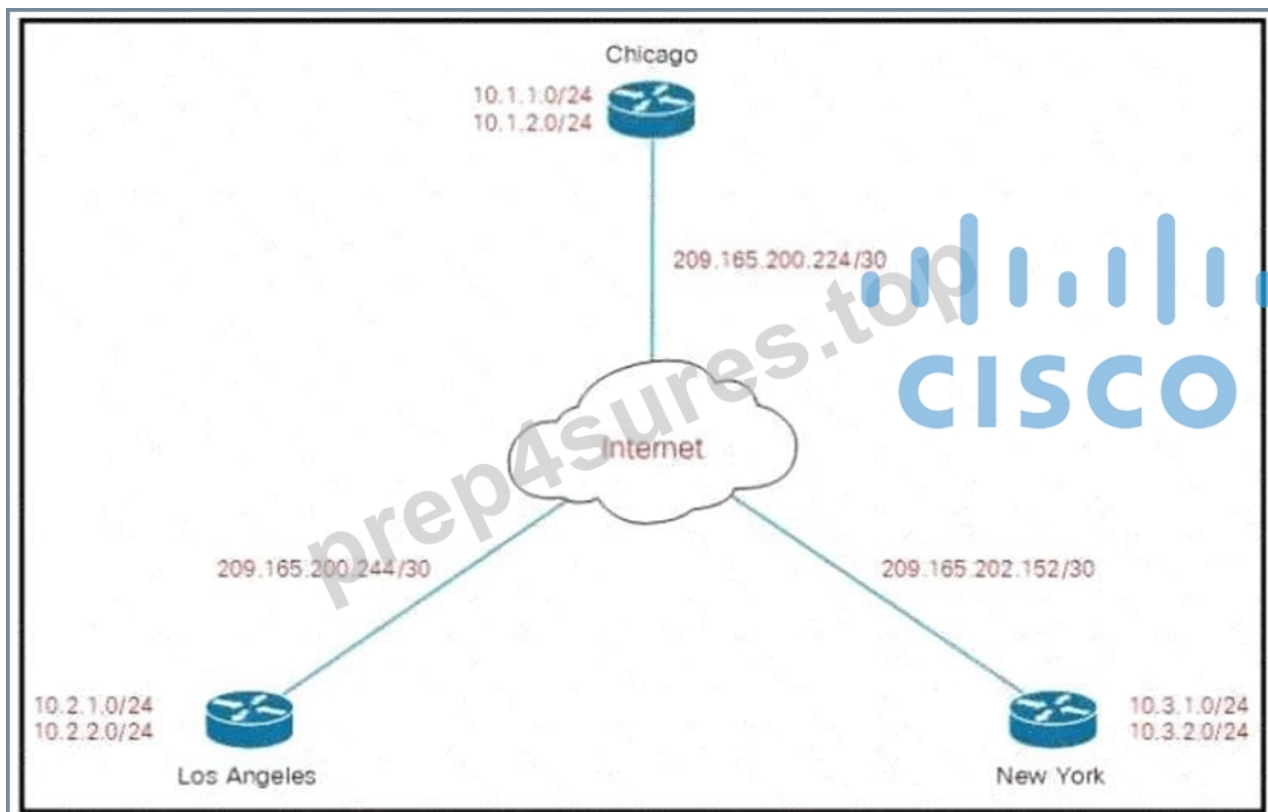 Chicago
10.1.1.0/24
10.1.2.0/24
209.165.200.224/30
CISCO
Internet
prep4sures.top
209.165.200.244/30
209.165.202.152/30
10.2.1.0/24
10.2.2.0/24
10.3.1.0/24
10.3.2.0/24
Los Angeles
New York